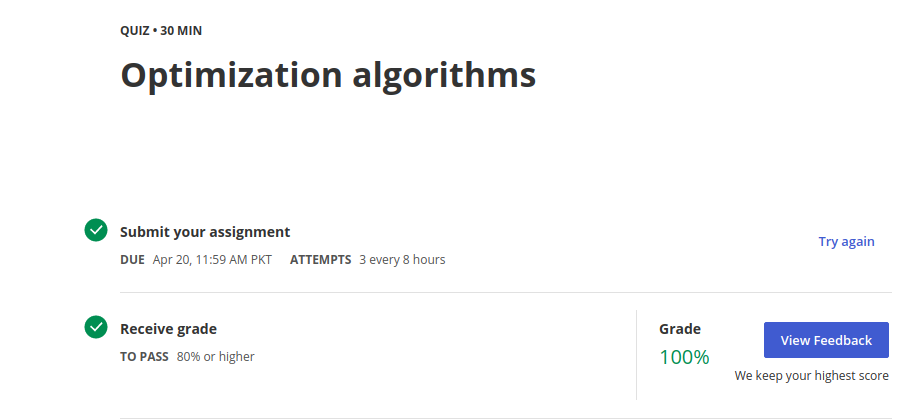 QUIZ • 30 MIN
Optimization algorithms
Submit your assignment
DUE Apr 20, 11:59 AM PKT ATTEMPTS 3 every 8 hours
Try again
Receive grade
TO PASS 80% or higher
Grade
100%
View Feedback
We keep your highest score